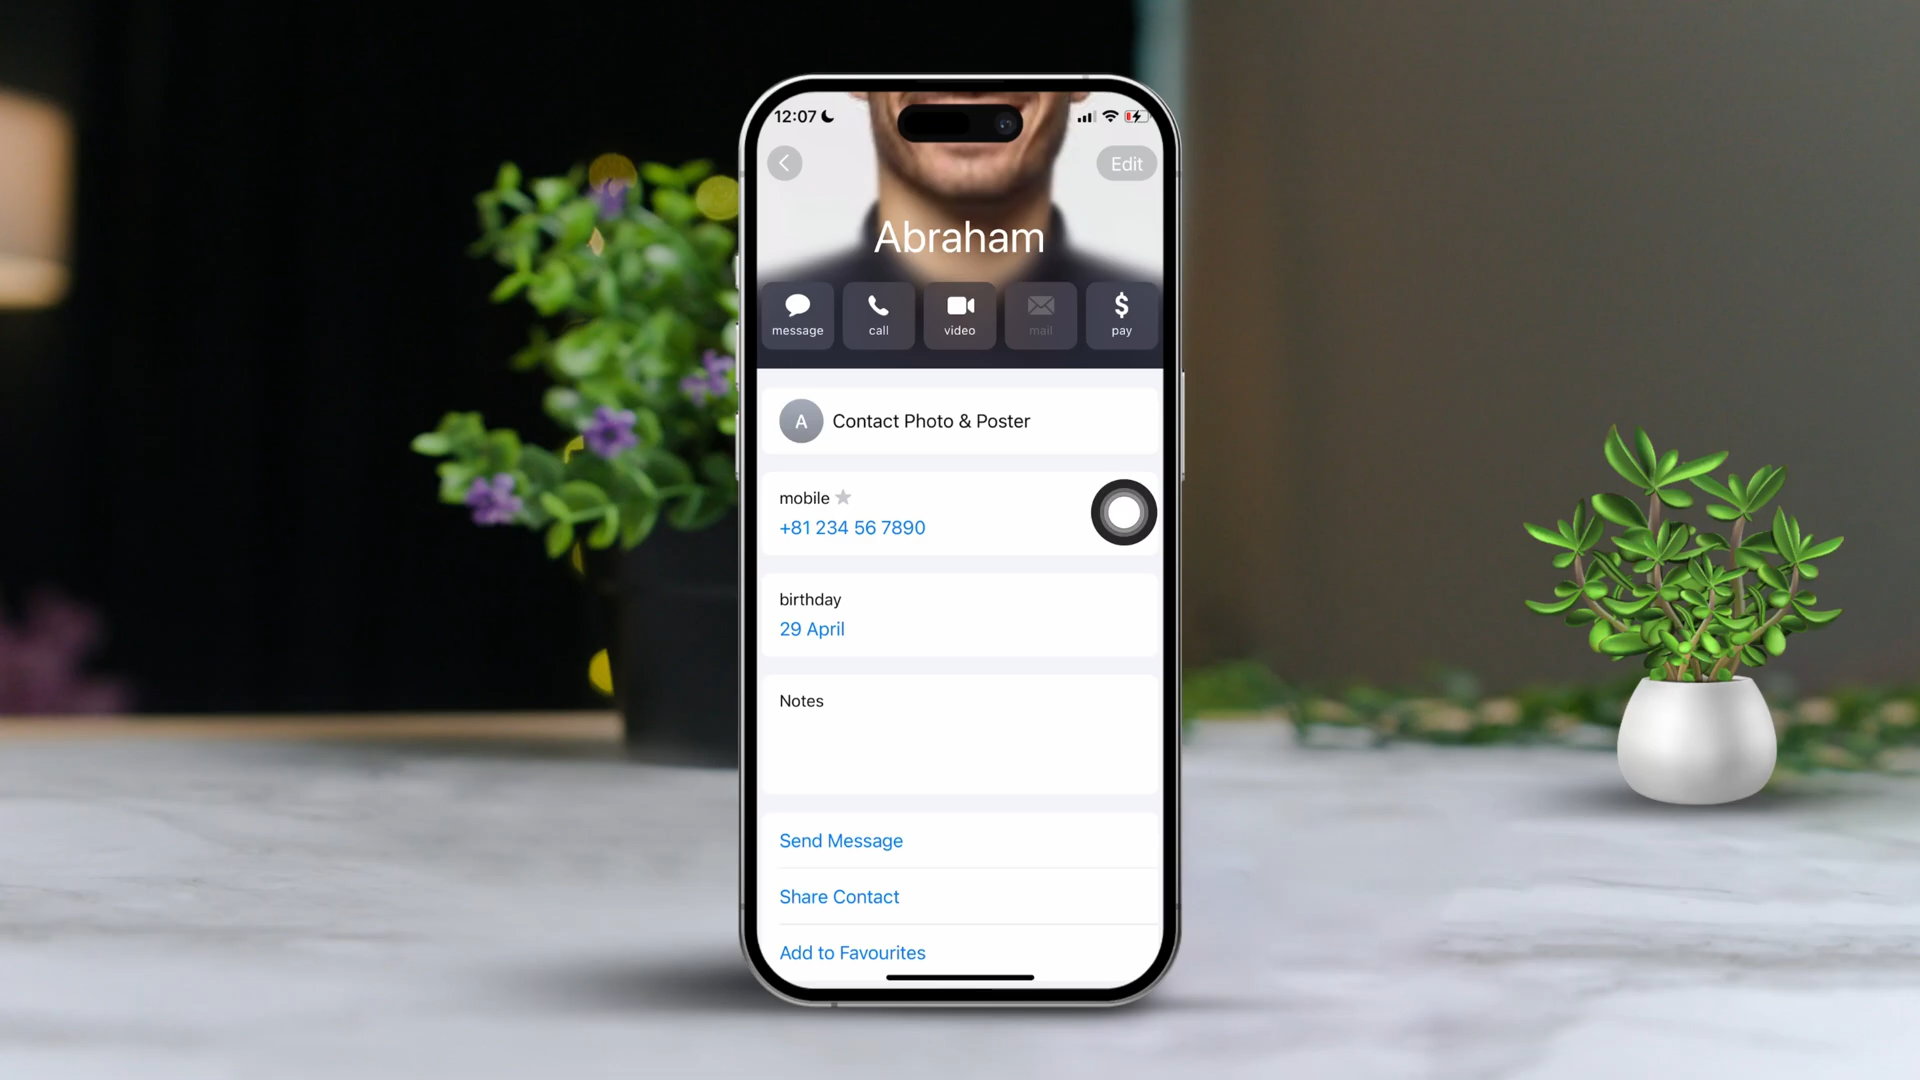 12:07
Edit
Abraham
message call video mail pay
A Contact Photo & Poster
mobile
+81 234 56 7890
birthday
29 April
Notes
Send Message
Share Contact
Add to Favourites